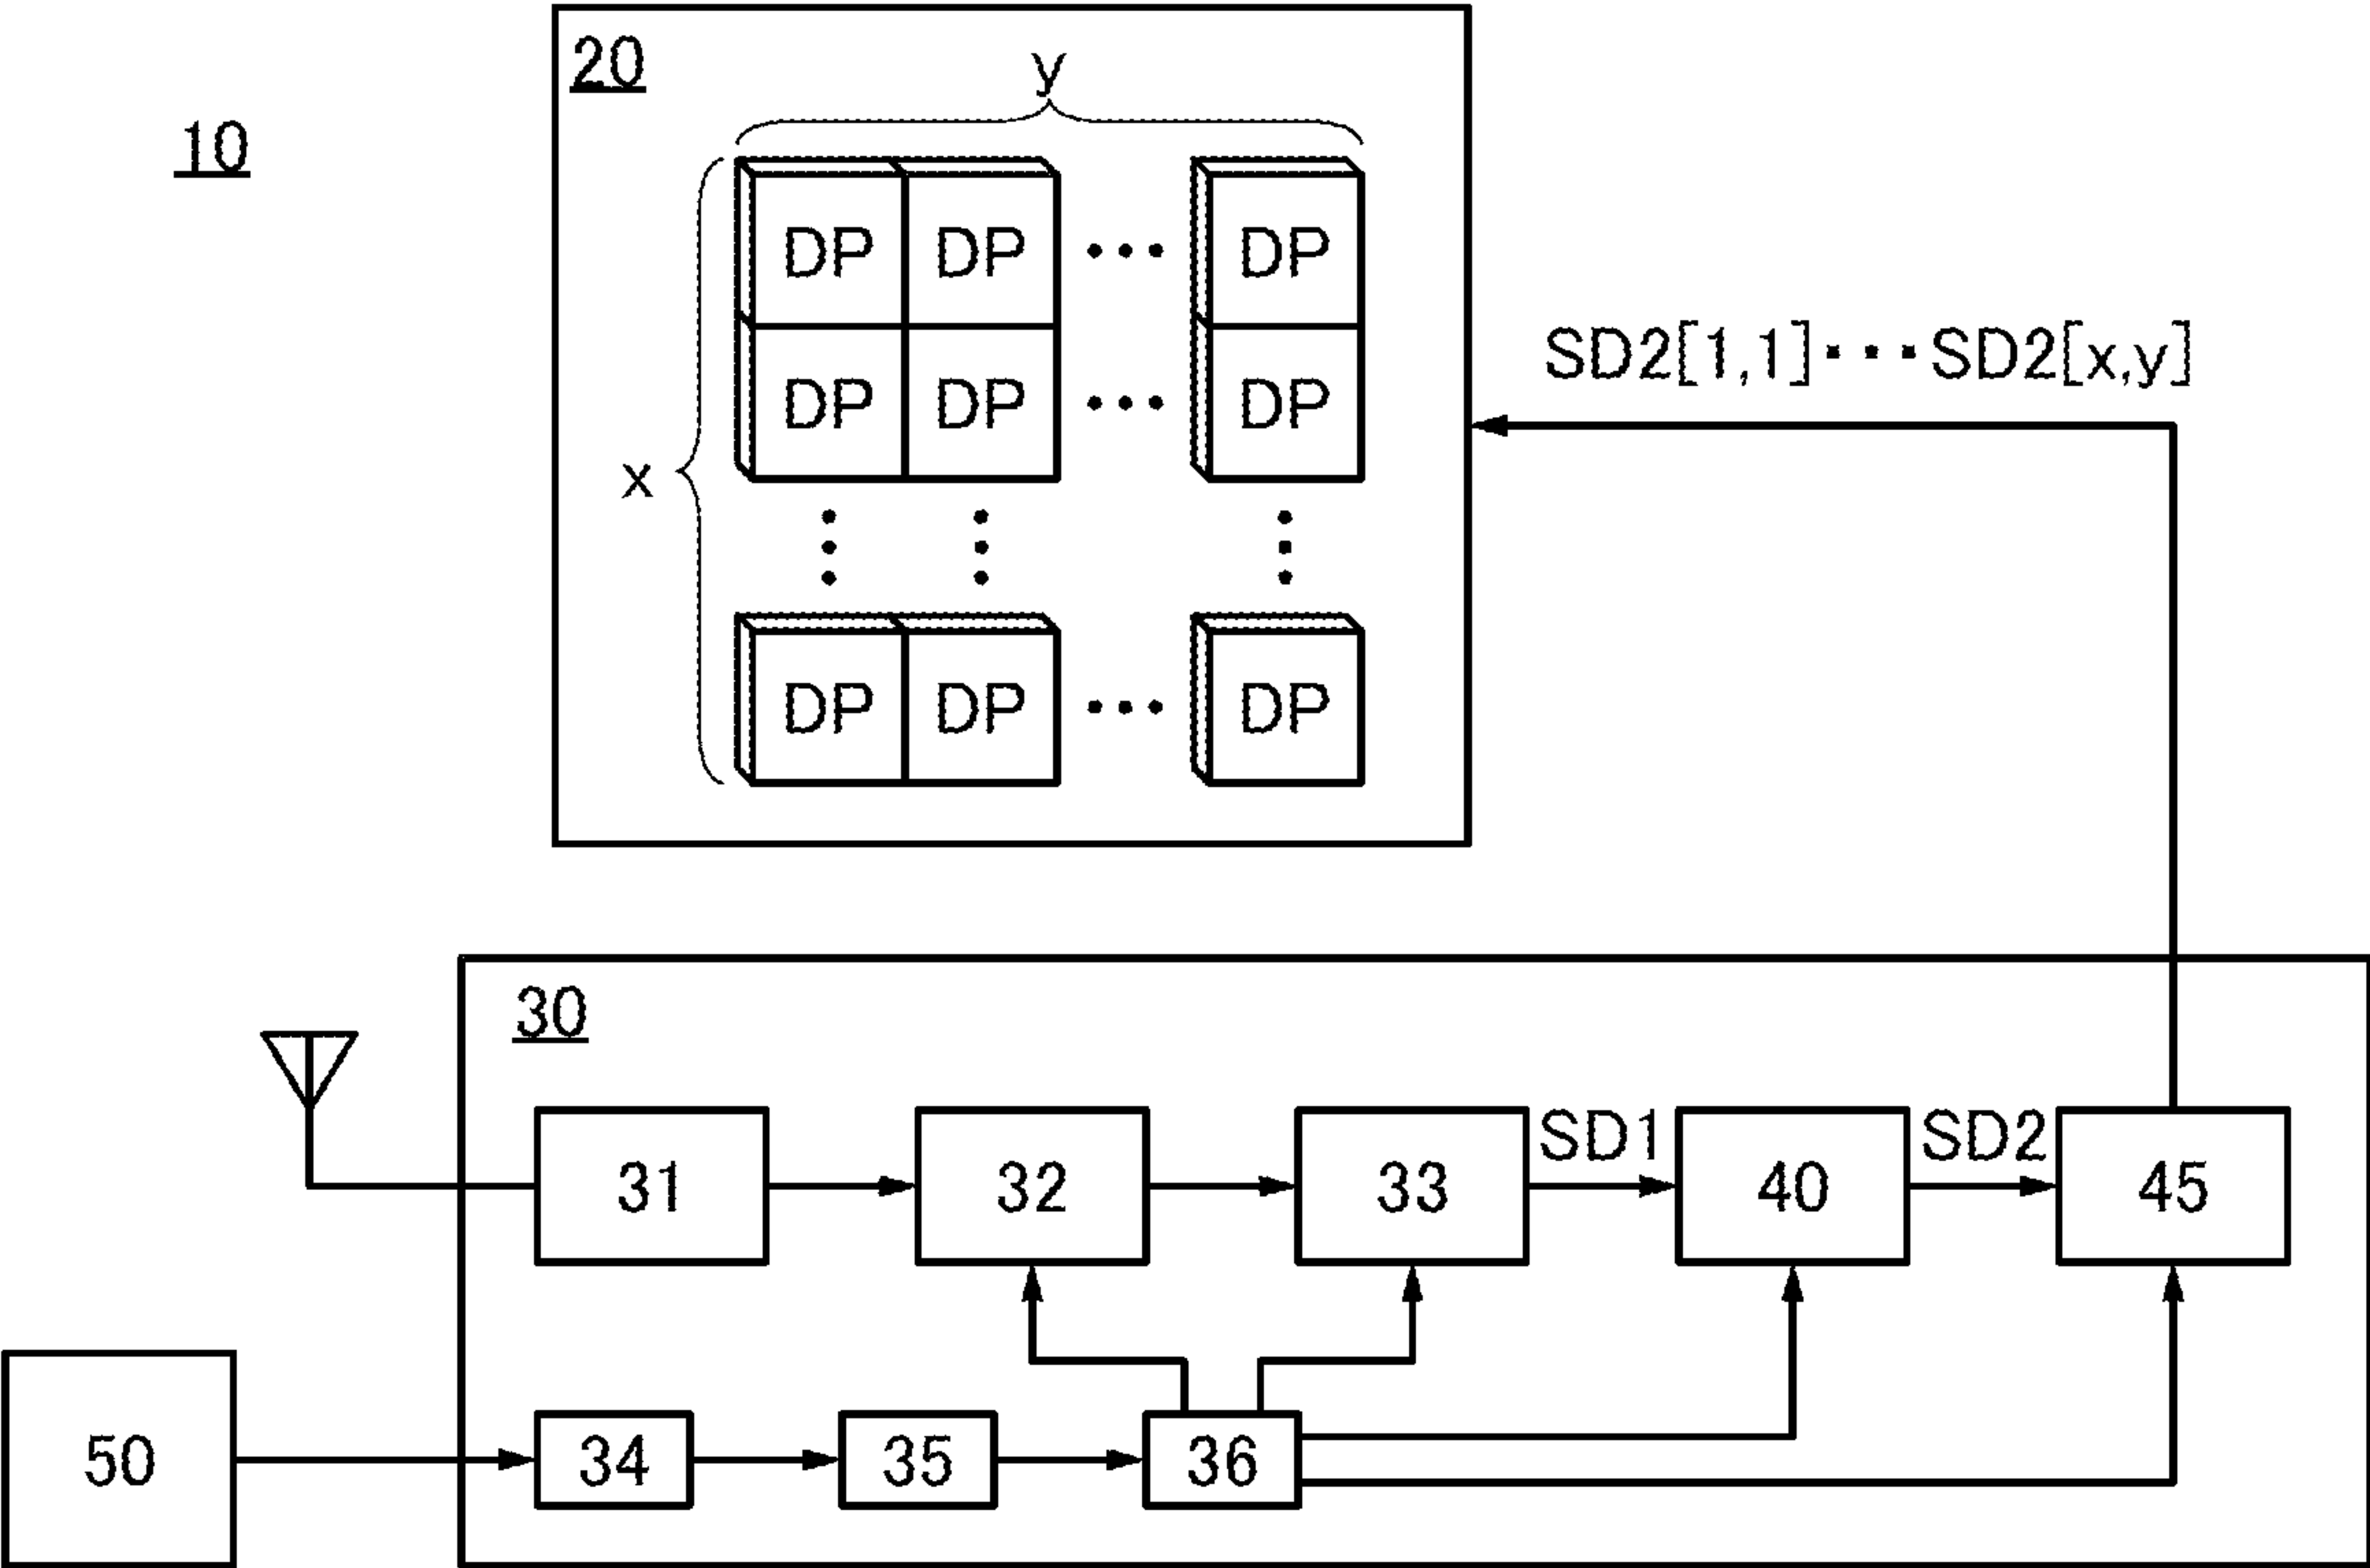 20
y
10
DP DP ··· DP
SD2[1,1]···SD2[x,y]
DP DP ··· DP
x
DP DP ··· DP
30
SD1 SD2
31 32 33 40 45
50 34 35 36